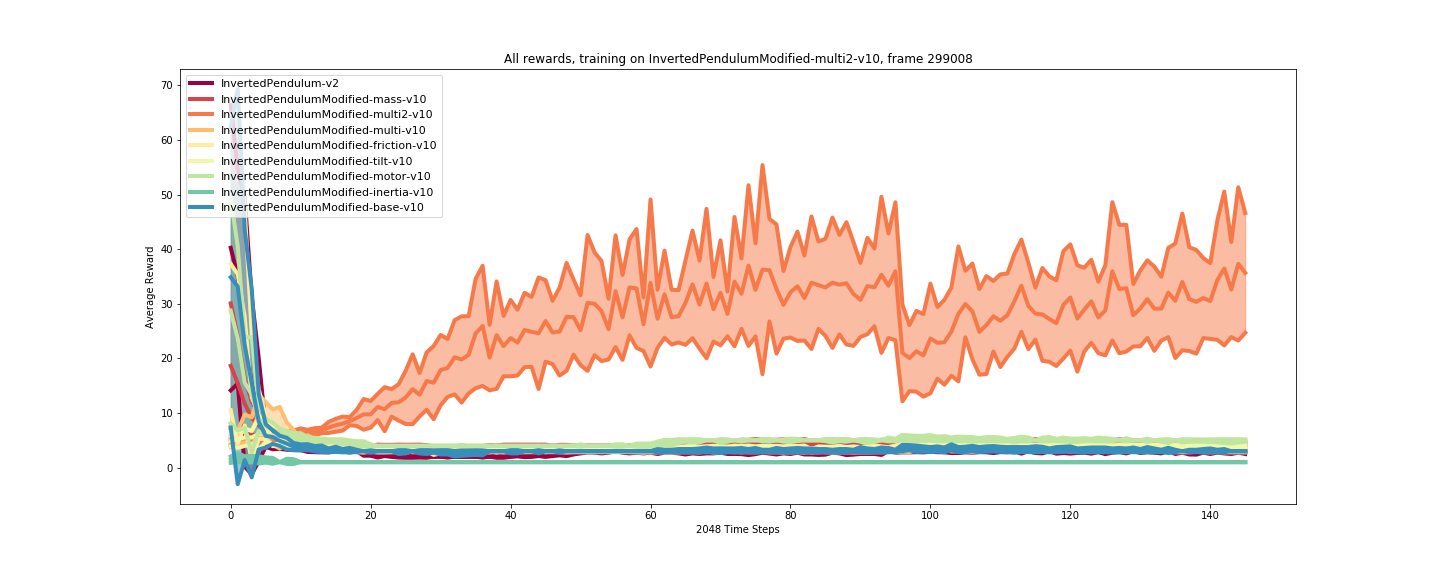 All rewards, training on InvertedPendulumModified-multi2-v10, frame 299008
InvertedPendulum-v2
InvertedPendulumModified-mass-v10
InvertedPendulumModified-multi2-v10
InvertedPendulumModified-multi-v10
InvertedPendulumModified-friction-v10
InvertedPendulumModified-tilt-v10
InvertedPendulumModified-motor-v10
InvertedPendulumModified-inertia-v10
InvertedPendulumModified-base-v10
Average Reward
70
60
50
40
30
20
10
0
0 20 40 60 80 100 120 140
2048 Time Steps